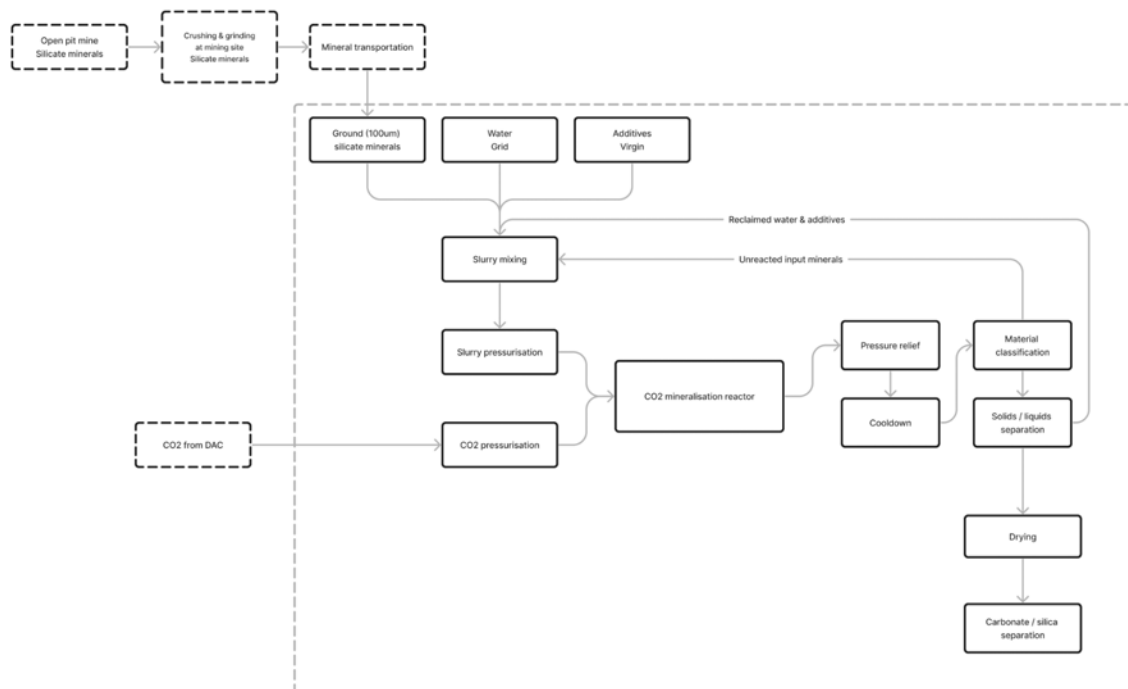 Open pit mine
Silicate minerals
Crushing & grinding
at mining site
Silicate minerals
Mineral transportation
Ground (100um)
silicate minerals
Water
Grid
Additives
Virgin
Reclaimed water & additives
Slurry mixing
Unreacted input minerals
Slurry pressurisation
Pressure relief
Material
classification
CO2 mineralisation reactor
Cooldown
Solids / liquids
separation
CO2 from DAC
CO2 pressurisation
Drying
Carbonate / silica
separation